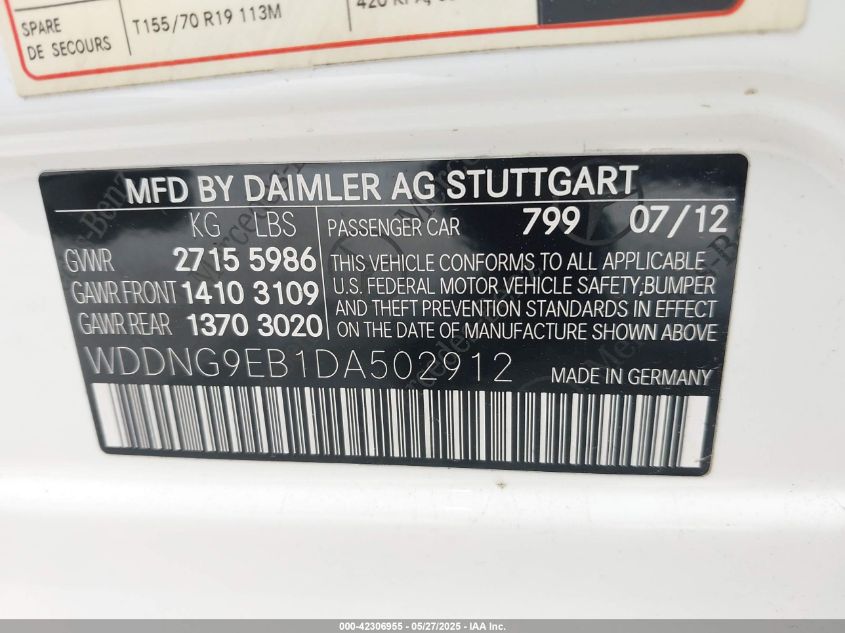 SPARE
DE SECOURS
T155/70 R19 113M
MFD BY DAIMLER AG STUTTGART
KG LBS
GVWR 2715 5986
GAWR FRONT 1410 3109
GAWR REAR 1370 3020
PASSENGER CAR 799 07/12
THIS VEHICLE CONFORMS TO ALL APPLICABLE
U.S. FEDERAL MOTOR VEHICLE SAFETY,BUMPER
AND THEFT PREVENTION STANDARDS IN EFFECT
ON THE DATE OF MANUFACTURE SHOWN ABOVE
WDDNG9EB1DA502912
MADE IN GERMANY
000-42306955 - 05/27/2025 - IAA Inc.